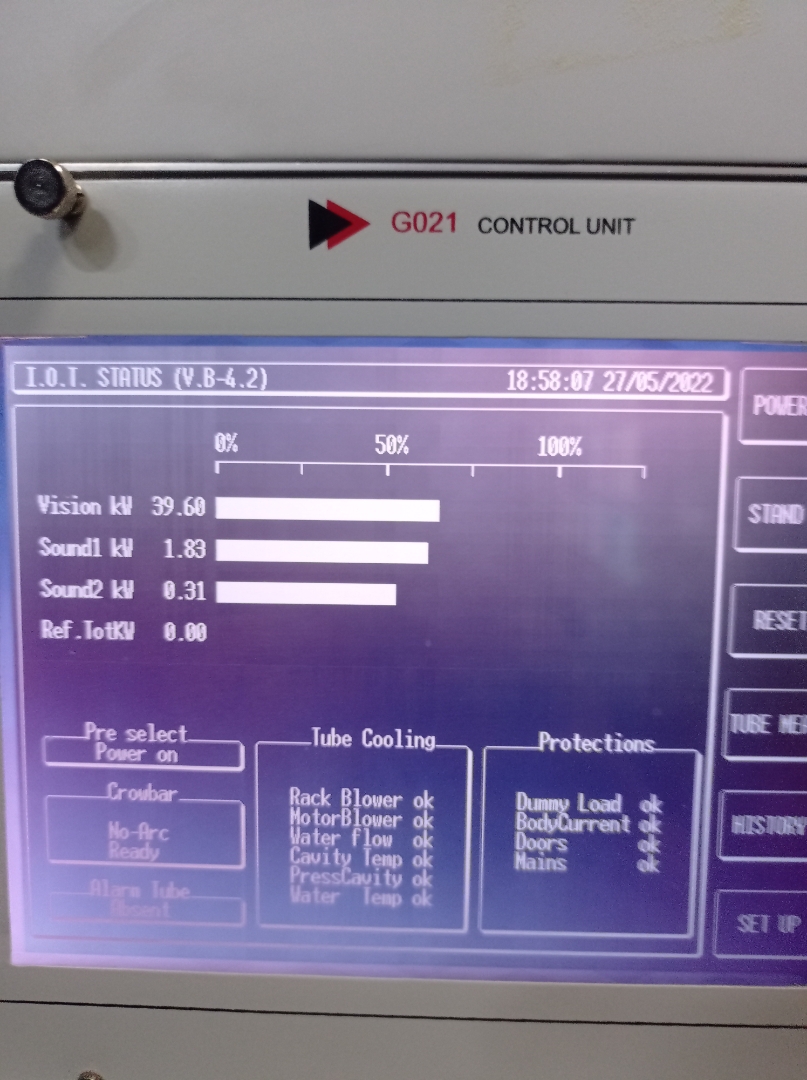 G021 CONTROL UNIT
I.O.T. STATUS (V.B-4.2) 18:58:07 27/05/2022
0% 50% 100%
Vision kW 39.60
Sound1 kW 1.83
Sound2 kW 0.31
Ref.TotKW 0.00
POWER
STAND
RESET
TUBE
HISTORY
SET UP
Pre select
Power on
Crowbar
No-Arc
Ready
Alarm Tube
Absent
Tube Cooling
Rack Blower ok
MotorBlower ok
Water flow ok
Cavity Temp ok
PressCavity ok
Water Temp ok
Protections
Dummy Load ok
BodyCurrent ok
Doors ok
Mains ok